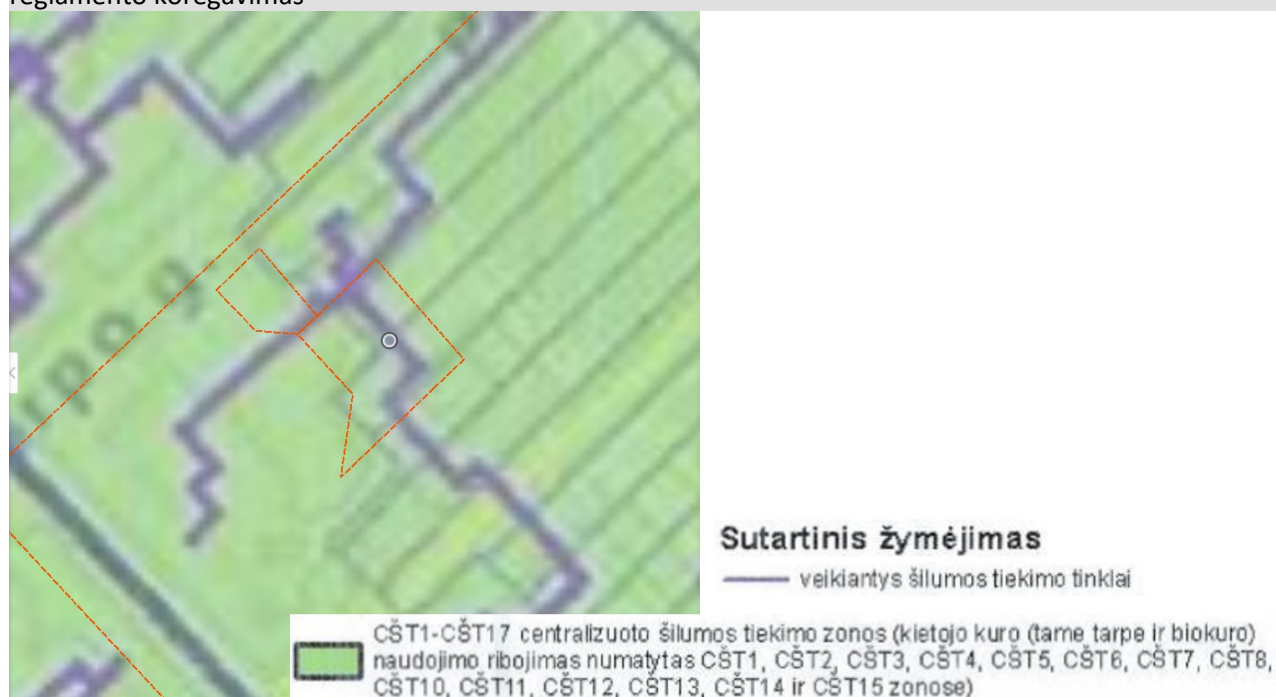 reglamento koregavimas
rpo g
Sutartinis žymėjimas
veikiantys šilumos tiekimo tinklai
CŠT1-CŠT17 centralizuoto šilumos tiekimo zonos (kietojo kuro (tame tarpe ir biokuro)
naudojimo ribojimas numatytas CŠT1, CŠT2, CŠT3, CŠT4, CŠT5, CŠT6, CŠT7, CŠT8,
CŠT10, CŠT11, CŠT12, CŠT13, CŠT14 ir CŠT15 zonose)